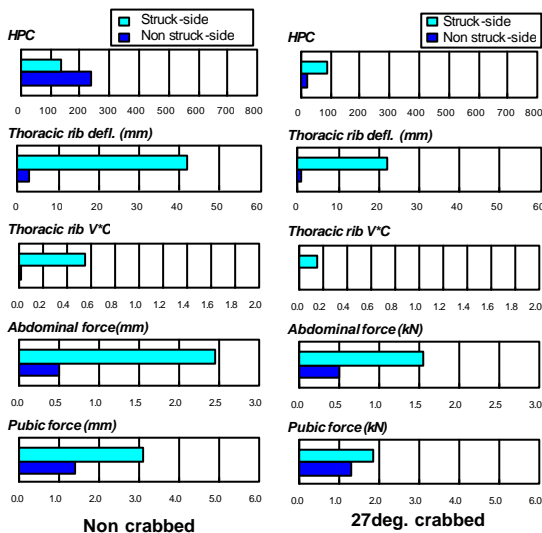 Struck-side
Non struck-side
HPC
0 100 200 300 400 500 600 700 800
Thoracic rib defl. (mm)
0 10 20 30 40 50 60
Thoracic rib V*C
0.0 0.2 0.4 0.6 0.8 1.0 1.2 1.4 1.6 1.8 2.0
Abdominal force(mm)
0.0 0.5 1.0 1.5 2.0 2.5 3.0
Pubic force (mm)
0.0 1.0 2.0 3.0 4.0 5.0 6.0
Non crabbed
Struck-side
Non struck-side
HPC
0 100 200 300 400 500 600 700 800
Thoracic rib defl. (mm)
0 10 20 30 40 50 60
Thoracic rib V*C
0.0 0.2 0.4 0.6 0.8 1.0 1.2 1.4 1.6 1.8 2.0
Abdominal force (kN)
0.0 0.5 1.0 1.5 2.0 2.5 3.0
Pubic force (kN)
0.0 1.0 2.0 3.0 4.0 5.0 6.0
27deg. crabbed